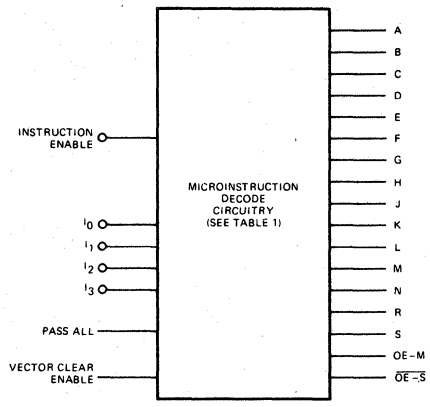 A
B
C
D
E
INSTRUCTION
ENABLE
F
G
H
MICROINSTRUCTION
DECODE
CIRCUITRY
(SEE TABLE 1)
J
I0
K
I1
L
I2
M
I3
N
R
PASS ALL
S
VECTOR CLEAR
ENABLE
OE-M
OE-S